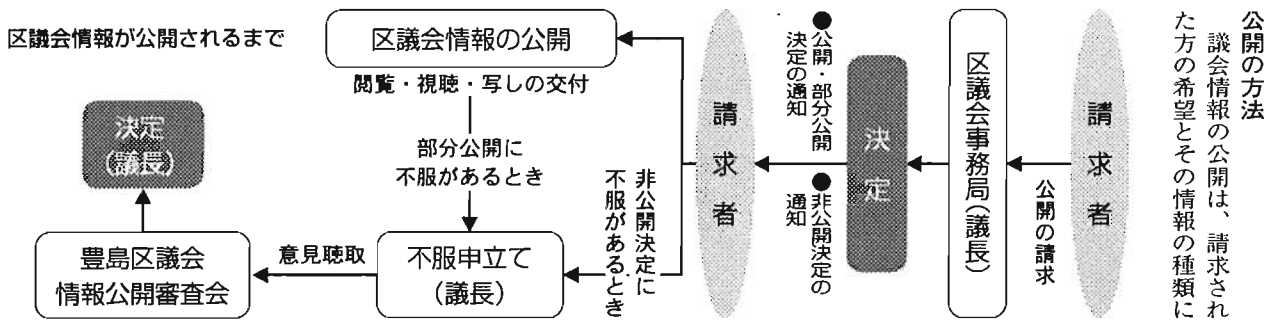 公開の方法
議会情報の公開は、請求され
た方の希望とその情報の種類に
区議会情報が公開されるまで
請求者
公開の請求
区議会事務局(議長)
決定
●公開・部分公開
決定の通知
●非公開決定の
通知
請求者
区議会情報の公開
閲覧・視聴・写しの交付
部分公開に
不服があるとき
非公開決定に
不服があるとき
不服申立て
(議長)
意見聴取
豊島区議会
情報公開審査会
決定
(議長)